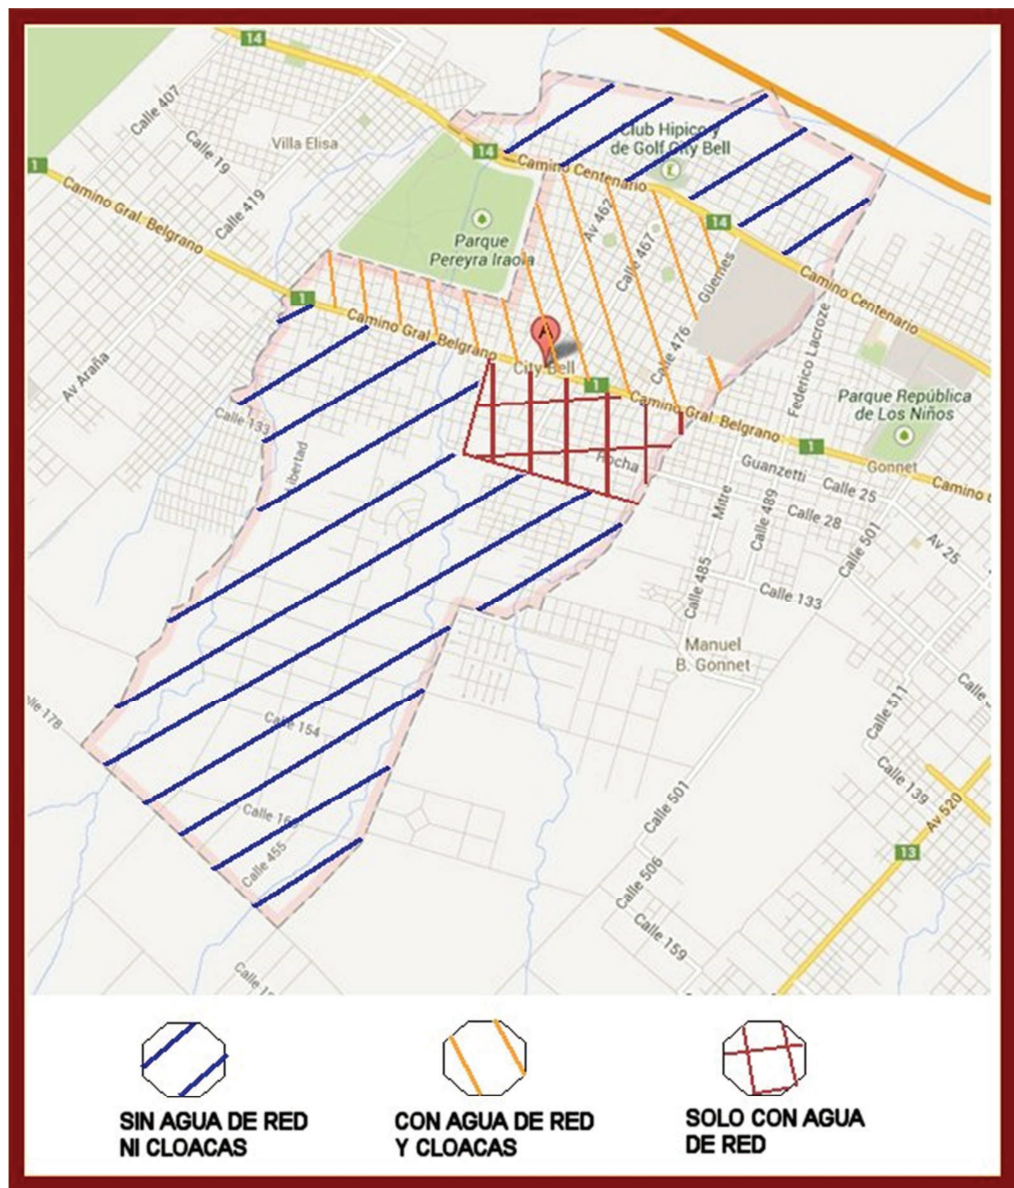 14
Calle 407
Calle 19
Villa Elisa
Calle 419
1
Camino Gral. Belgrano
14
Club Hipico y
de Golf City Bell
Camino Centenario
14
Parque
Pereyra Iraola
Av 467
Calle 467
Güemes
Camino Centenario
1
Camino Gral. Belgrano
City Bell
1
Calle 476
Camino Gral. Belgrano
Federico Lacroze
Parque República
de Los Niños
1
Gonnet
Camino
Av Araña
Calle 133
Libertad
Rocha
Guanzetti
Calle 25
Mitre
Calle 489
Calle 28
Calle 501
Av 25
Calle 485
Calle 133
Manuel
B. Gonnet
Calle 178
Calle 154
Calle 511
Calle 139
Av 520
Calle 501
13
Calle 455
Calle 506
Calle 159
SIN AGUA DE RED
NI CLOACAS
CON AGUA DE RED
Y CLOACAS
SOLO CON AGUA
DE RED